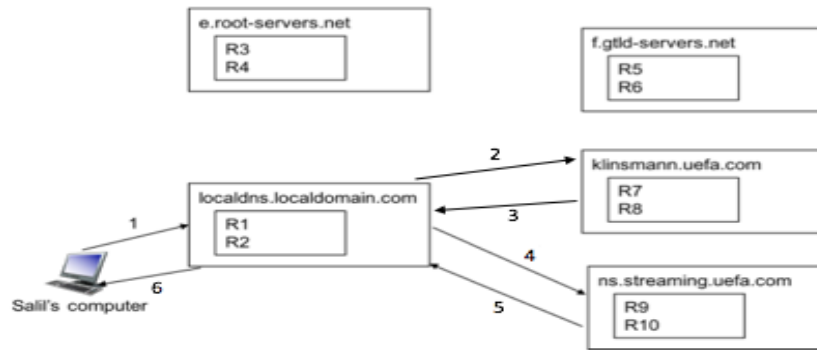 e.root-servers.net
R3
R4
f.gtld-servers.net
R5
R6
2
klinsmann.uefa.com
R7
R8
3
localdns.localdomain.com
R1
R2
1
4
6
Salil's computer
5
ns.streaming.uefa.com
R9
R10